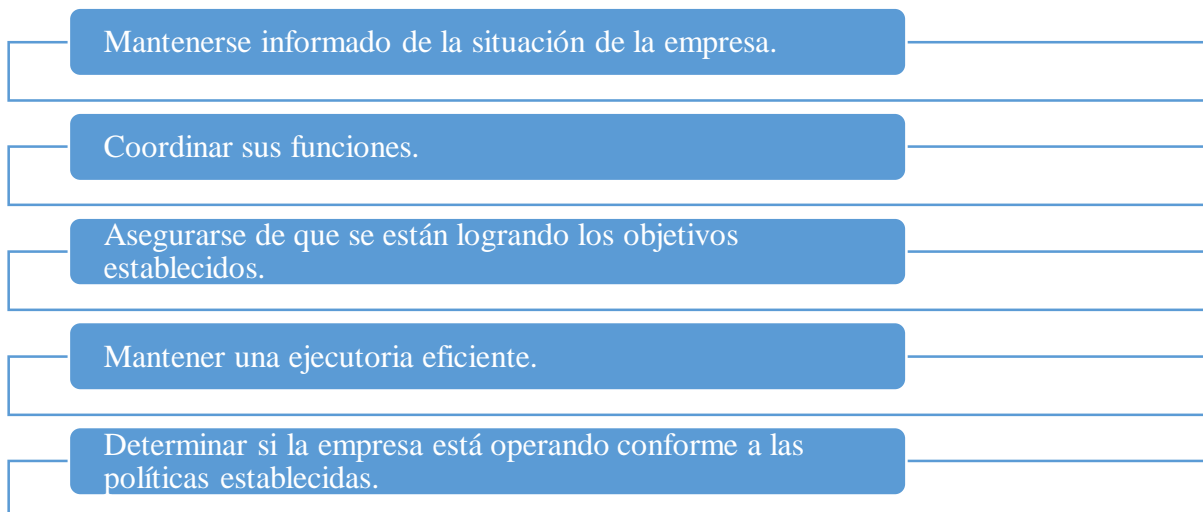 Mantenerse informado de la situación de la empresa.
Coordinar sus funciones.
Asegurarse de que se están logrando los objetivos
establecidos.
Mantener una ejecutoria eficiente.
Determinar si la empresa está operando conforme a las
políticas establecidas.